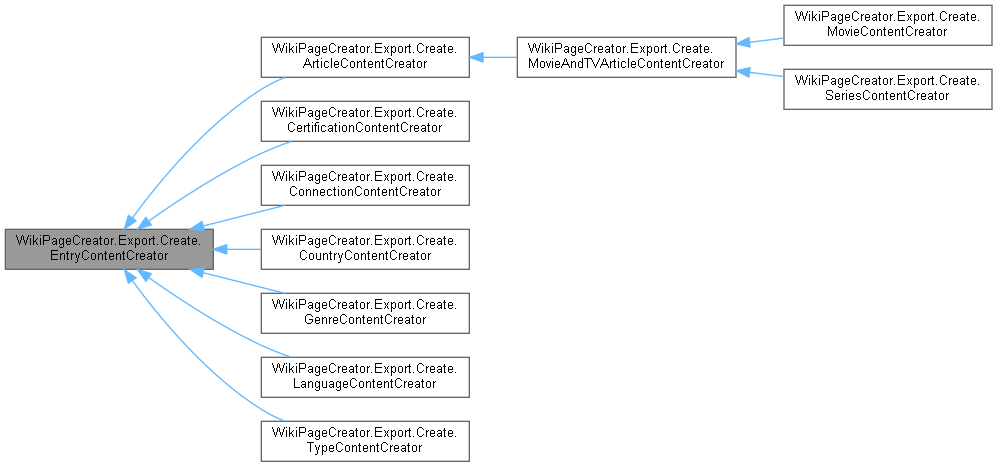 WikiPageCreator.Export.Create.
EntryContentCreator
WikiPageCreator.Export.Create.
ArticleContentCreator
WikiPageCreator.Export.Create.
MovieAndTVArticleContentCreator
WikiPageCreator.Export.Create.
MovieContentCreator
WikiPageCreator.Export.Create.
SeriesContentCreator
WikiPageCreator.Export.Create.
CertificationContentCreator
WikiPageCreator.Export.Create.
ConnectionContentCreator
WikiPageCreator.Export.Create.
CountryContentCreator
WikiPageCreator.Export.Create.
GenreContentCreator
WikiPageCreator.Export.Create.
LanguageContentCreator
WikiPageCreator.Export.Create.
TypeContentCreator